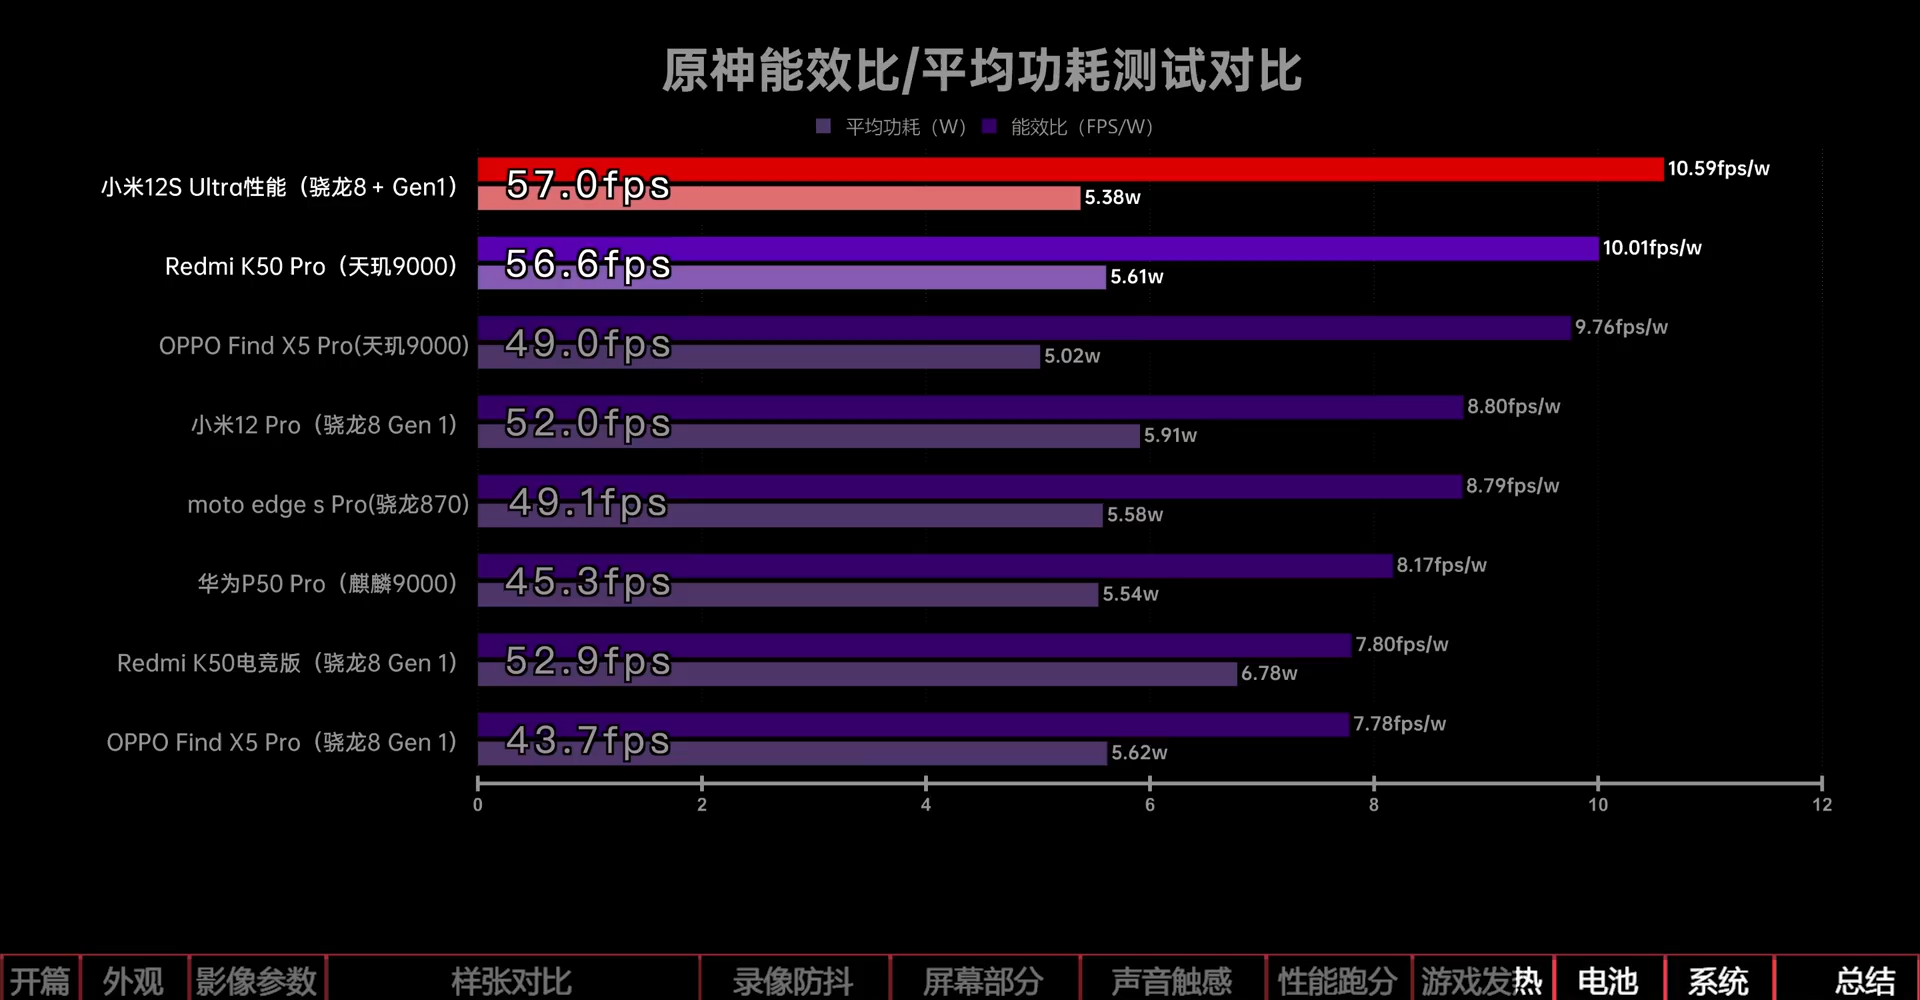 原神能效比/平均功耗测试对比
平均功耗（W） 能效比（FPS/W）
小米12S Ultra性能（骁龙8 + Gen1） 57.0fps 10.59fps/w 5.38w
Redmi K50 Pro（天玑9000） 56.6fps 10.01fps/w 5.61w
OPPO Find X5 Pro(天玑9000) 49.0fps 9.76fps/w 5.02w
小米12 Pro（骁龙8 Gen 1） 52.0fps 8.80fps/w 5.91w
moto edge s Pro(骁龙870) 49.1fps 8.79fps/w 5.58w
华为P50 Pro（麒麟9000） 45.3fps 8.17fps/w 5.54w
Redmi K50电竞版（骁龙8 Gen 1） 52.9fps 7.80fps/w 6.78w
OPPO Find X5 Pro（骁龙8 Gen 1） 43.7fps 7.78fps/w 5.62w
0 2 4 6 8 10 12
开篇 外观 影像参数 样张对比 录像防抖 屏幕部分 声音触感 性能跑分 游戏发热 电池 系统 总结